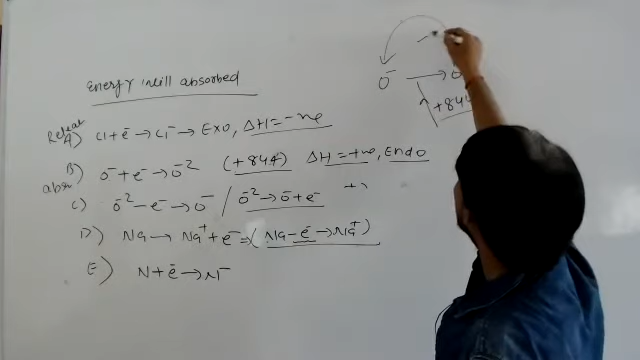 Energy will absorbed
Repeat A) Cl + e⁻ → Cl⁻ → Exo, ΔH = -ve
B) O⁻ + e⁻ → O⁻² (+844) ΔH = +ve, Endo
abs
C) O⁻² - e⁻ → O⁻ / O⁻² → O⁻ + e⁻
D) Na → Na⁺ + e⁻ ⇒ (Na - e⁻ → Na⁺)
E) N + e⁻ → N⁻
O⁻ → O
+844